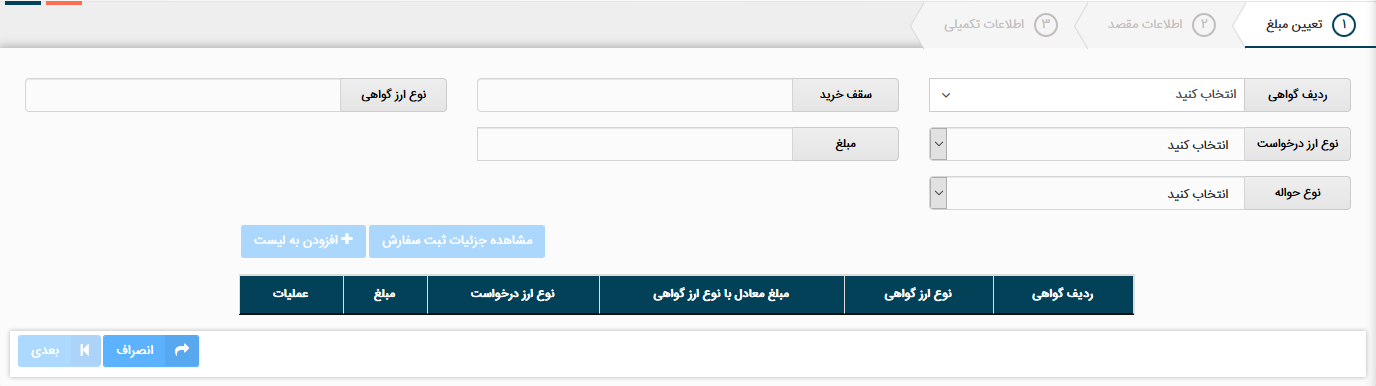 ۱ تعیین مبلغ ۲ اطلاعات مقصد ۳ اطلاعات تکمیلی
ردیف گواهی انتخاب کنید سقف خرید نوع ارز گواهی
نوع ارز درخواست انتخاب کنید مبلغ
نوع حواله انتخاب کنید
مشاهده جزئیات ثبت سفارش افزودن به لیست
ردیف گواهی نوع ارز گواهی مبلغ معادل با نوع ارز گواهی نوع ارز درخواست مبلغ عملیات
انصراف بعدی